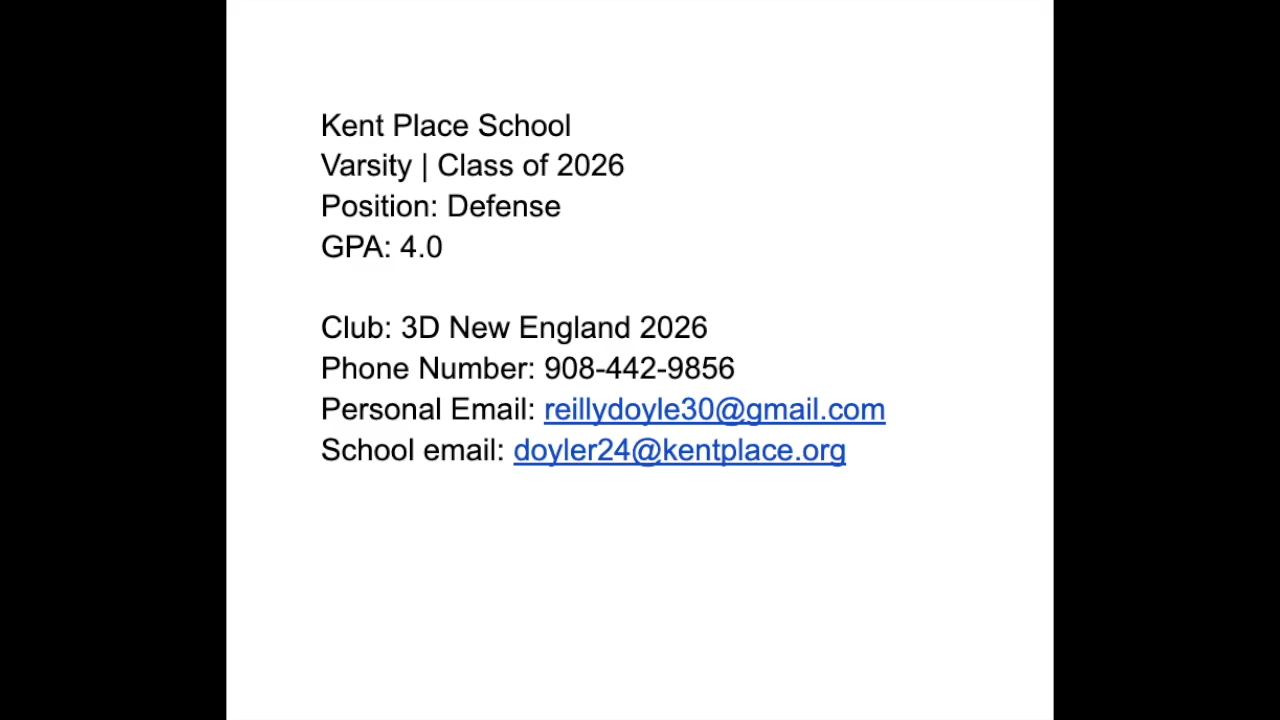 Kent Place School
Varsity | Class of 2026
Position: Defense
GPA: 4.0
Club: 3D New England 2026
Phone Number: 908-442-9856
Personal Email: reillydoyle30@gmail.com
School email: doyler24@kentplace.org